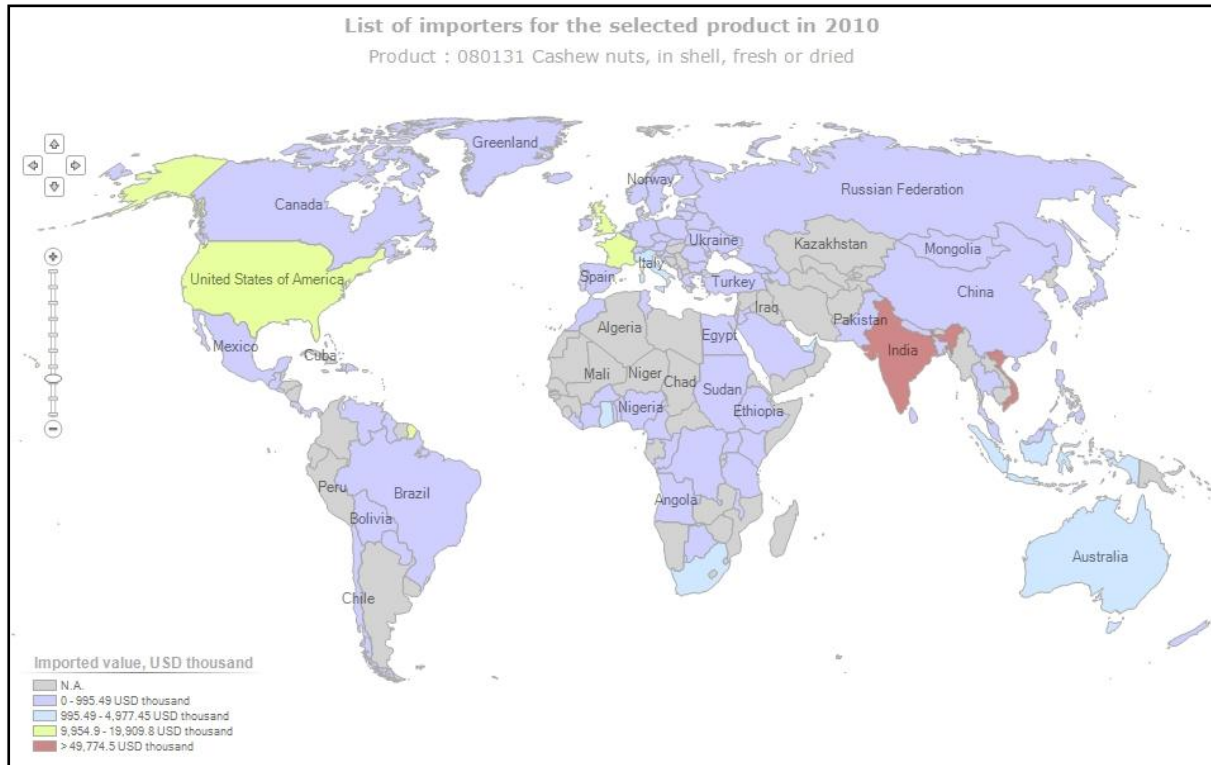 List of importers for the selected product in 2010
Product : 080131 Cashew nuts, in shell, fresh or dried
Greenland
Norway
Russian Federation
Canada
Ukraine
Kazakhstan
Mongolia
Italy
United States of America
Spain
Turkey
China
Iraq
Pakistan
Algeria
Egypt
Mexico
Cuba
India
Mali
Niger
Chad
Sudan
Nigeria
Ethiopia
Peru
Brazil
Angola
Bolivia
Australia
Chile
Imported value, USD thousand
N.A.
0 - 995.49 USD thousand
995.49 - 4,977.45 USD thousand
9,954.9 - 19,909.8 USD thousand
> 49,774.5 USD thousand